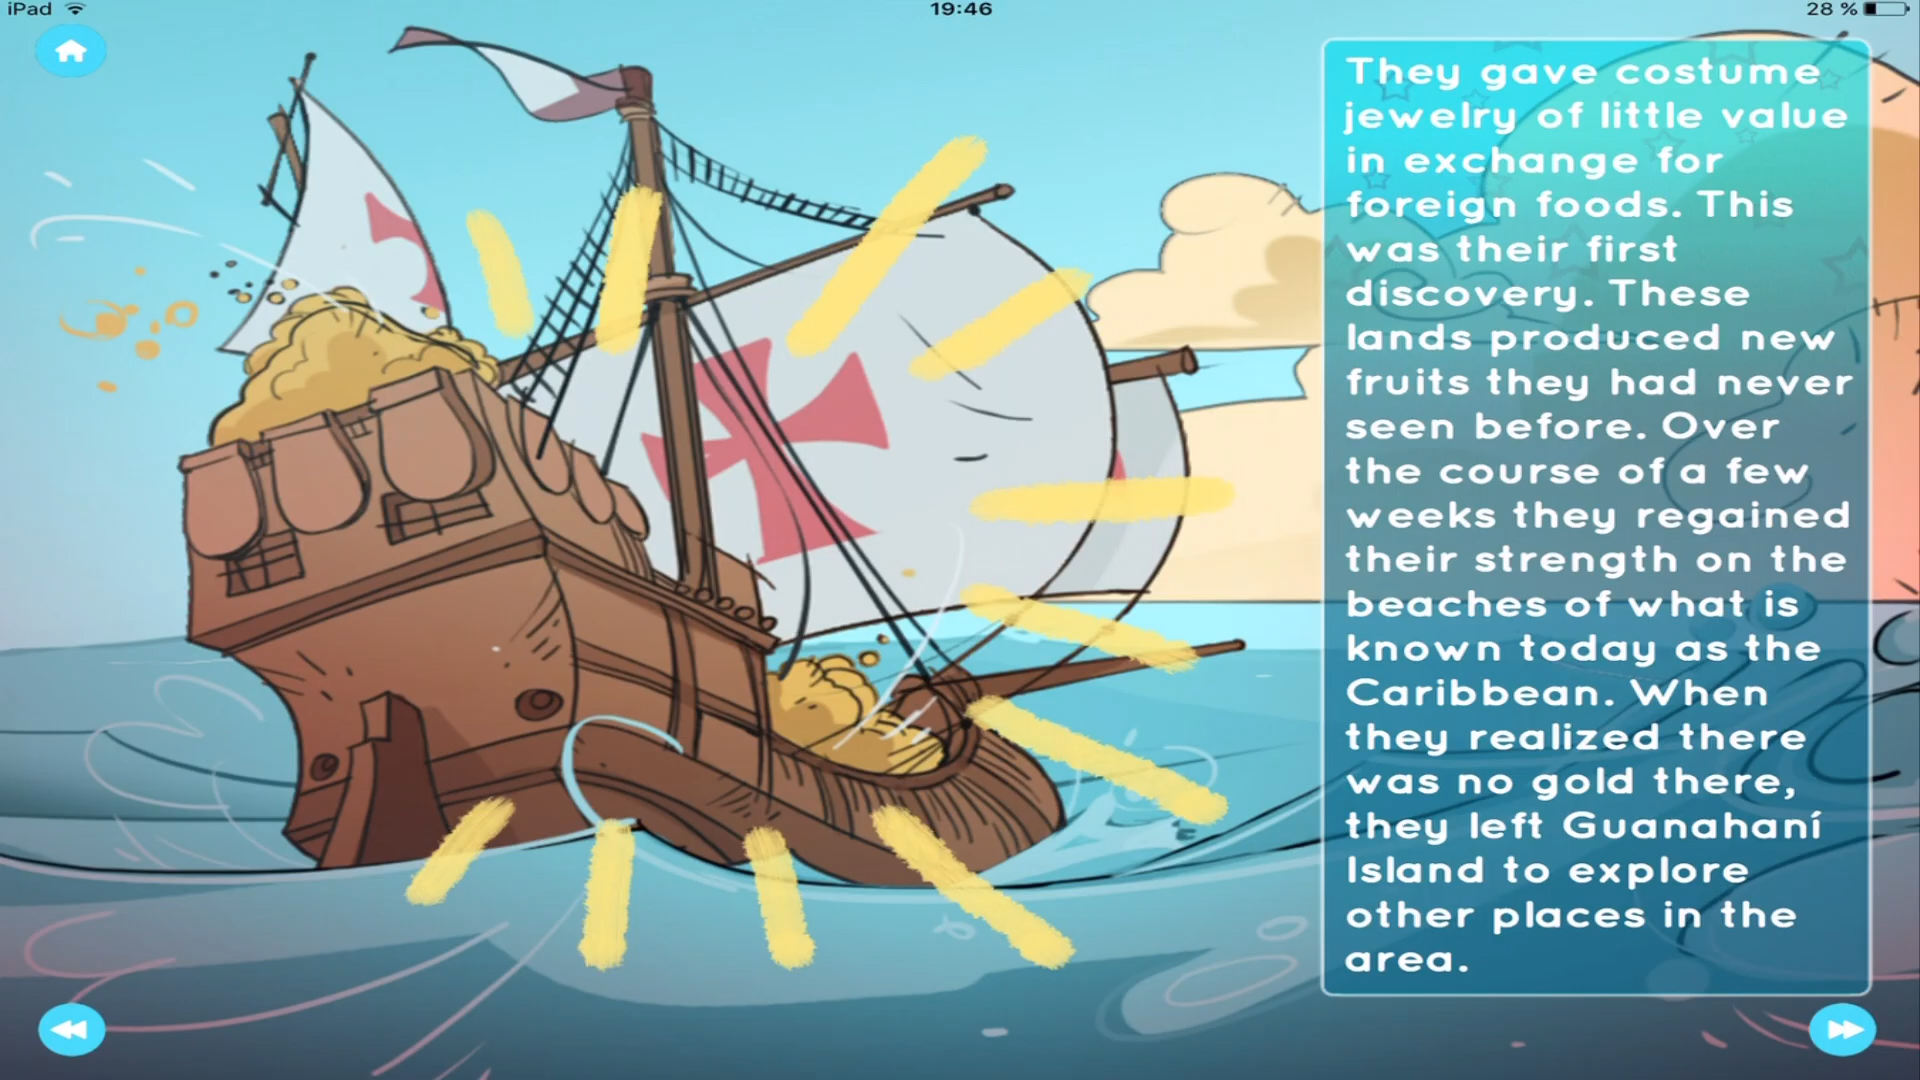 iPad
19:46
28 %
They gave costume
jewelry of little value
in exchange for
foreign foods. This
was their first
discovery. These
lands produced new
fruits they had never
seen before. Over
the course of a few
weeks they regained
their strength on the
beaches of what is
known today as the
Caribbean. When
they realized there
was no gold there,
they left Guanahaní
Island to explore
other places in the
area.